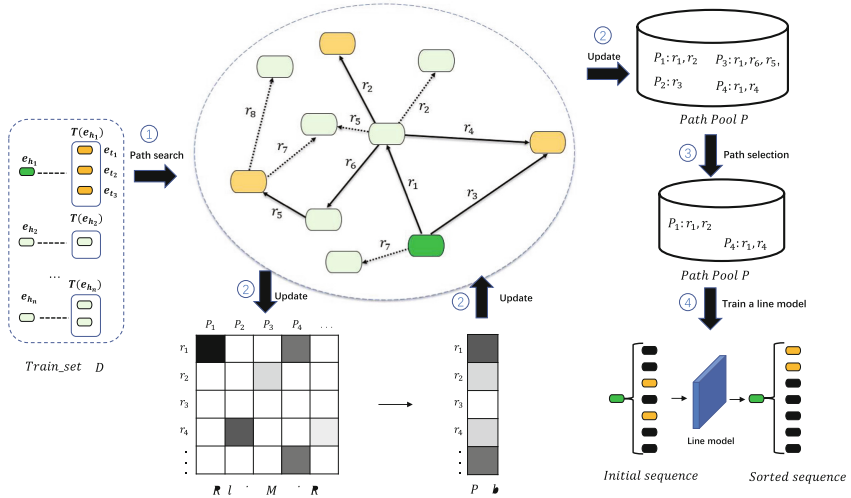 e_{h_1}
T(e_{h_1})
e_{t_1}
e_{t_2}
e_{t_3}
e_{h_2}
T(e_{h_2})
...
e_{h_n}
T(e_{h_n})
Train_set D
① Path search
r_8
r_7
r_5
r_2
r_2
r_5
r_6
r_4
r_1
r_3
r_7
② Update
② Update
P_1 P_2 P_3 P_4 ...
r_1
r_2
r_3
r_4
r_1
r_2
r_3
r_4
② Update
P_1: r_1, r_2 P_3: r_1, r_6, r_5,
P_2: r_3 P_4: r_1, r_4
Path Pool P
③ Path selection
P_1: r_1, r_2
P_4: r_1, r_4
Path Pool P
④ Train a line model
Line model
Initial sequence
Sorted sequence